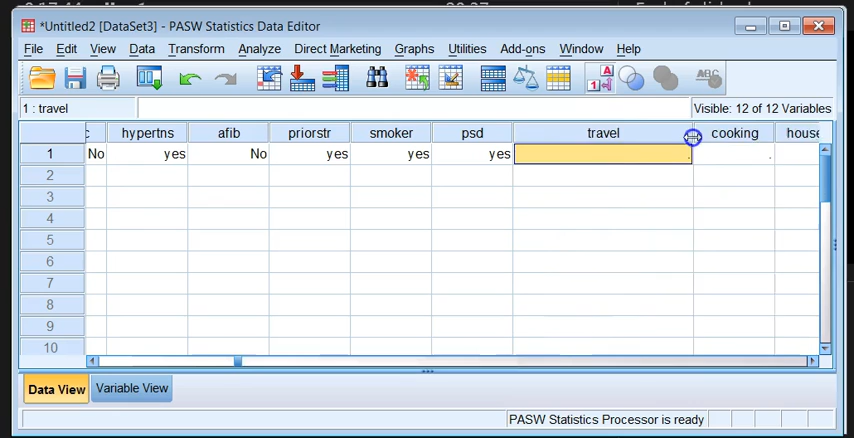 *Untitled2 [DataSet3] - PASW Statistics Data Editor
File Edit View Data Transform Analyze Direct Marketing Graphs Utilities Add-ons Window Help
1 : travel
Visible: 12 of 12 Variables
c hypertns afib priorstr smoker psd travel cooking house
1 No yes No yes yes yes . .
2
3
4
5
6
7
8
9
10
Data View Variable View
PASW Statistics Processor is ready